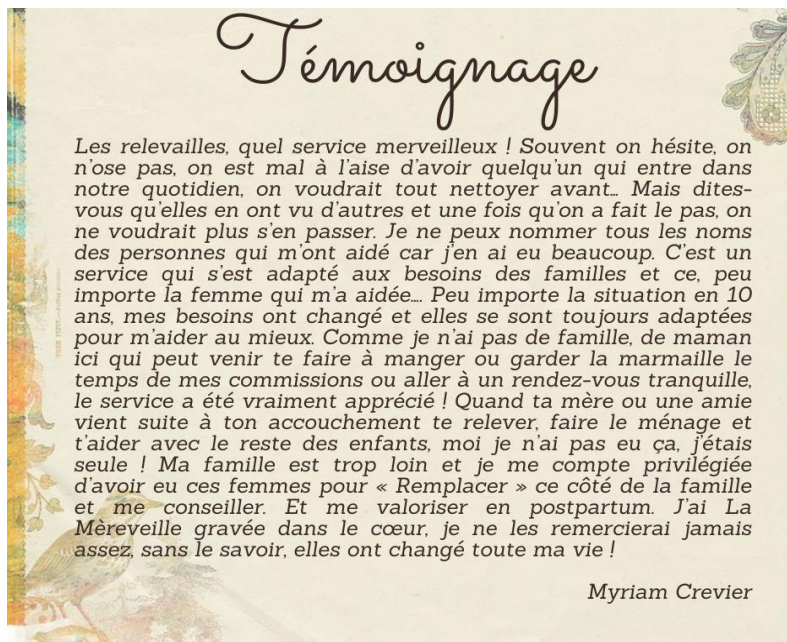 Témoignage
Les relevailles, quel service merveilleux ! Souvent on hésite, on
n'ose pas, on est mal à l'aise d'avoir quelqu'un qui entre dans
notre quotidien, on voudrait tout nettoyer avant... Mais dites-
vous qu'elles en ont vu d'autres et une fois qu'on a fait le pas, on
ne voudrait plus s'en passer. Je ne peux nommer tous les noms
des personnes qui m'ont aidé car j'en ai eu beaucoup. C'est un
service qui s'est adapté aux besoins des familles et ce, peu
importe la femme qui m'a aidée.... Peu importe la situation en 10
ans, mes besoins ont changé et elles se sont toujours adaptées
pour m'aider au mieux. Comme je n'ai pas de famille, de maman
ici qui peut venir te faire à manger ou garder la marmaille le
temps de mes commissions ou aller à un rendez-vous tranquille,
le service a été vraiment apprécié ! Quand ta mère ou une amie
vient suite à ton accouchement te relever, faire le ménage et
t'aider avec le reste des enfants, moi je n'ai pas eu ça, j'étais
seule ! Ma famille est trop loin et je me compte privilégiée
d'avoir eu ces femmes pour « Remplacer » ce côté de la famille
et me conseiller. Et me valoriser en postpartum. J'ai La
Mèreveille gravée dans le cœur, je ne les remercierai jamais
assez, sans le savoir, elles ont changé toute ma vie !
Myriam Crevier